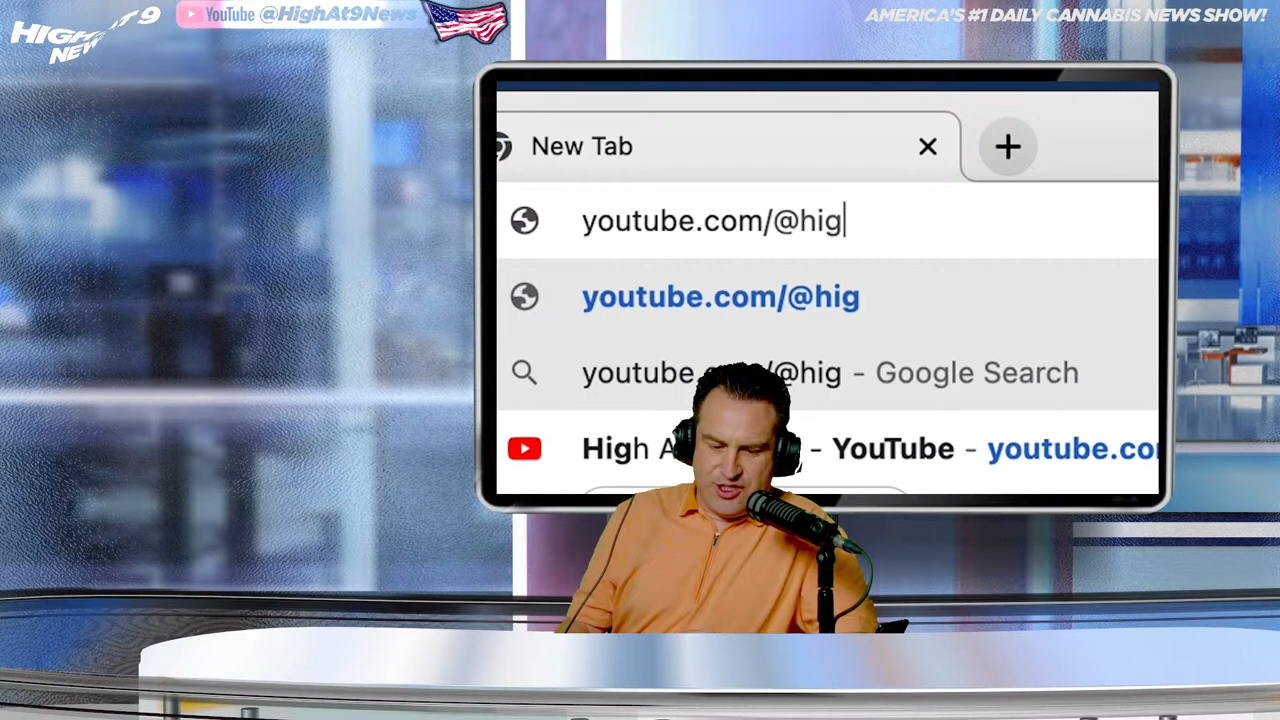 HIGH AT 9
NEW
YouTube @HighAt9News
AMERICA'S #1 DAILY CANNABIS NEWS SHOW!
New Tab
youtube.com/@hig
youtube.com/@hig
youtube. /@hig - Google Search
High A - YouTube - youtube.co